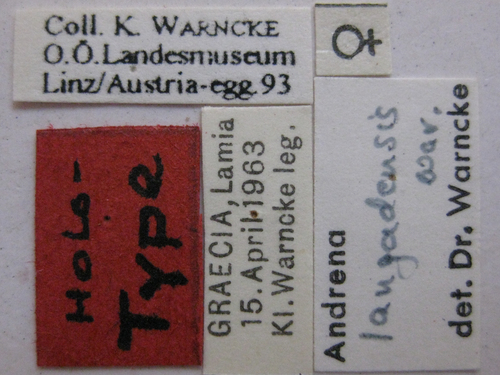 Coll. K. WARNCKE
O.Ö.Landesmuseum
Linz/Austria-egg.93
♀
Holo-
Type
GRAECIA, Lamia
15. April 1963
Kl. Warncke leg.
Andrena
langadensis
war.
det. Dr. Warncke